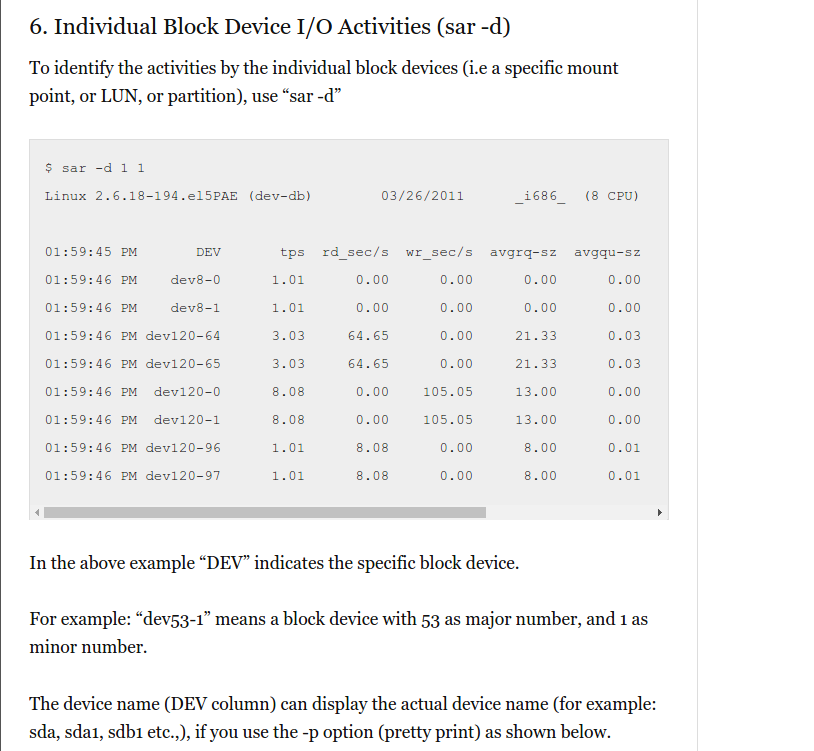 6. Individual Block Device I/O Activities (sar -d)
To identify the activities by the individual block devices (i.e a specific mount
point, or LUN, or partition), use “sar -d”
$ sar -d 1 1
Linux 2.6.18-194.el5PAE (dev-db) 03/26/2011 _i686_ (8 CPU)
01:59:45 PM DEV tps rd_sec/s wr_sec/s avgrq-sz avgqu-sz
01:59:46 PM dev8-0 1.01 0.00 0.00 0.00 0.00
01:59:46 PM dev8-1 1.01 0.00 0.00 0.00 0.00
01:59:46 PM dev120-64 3.03 64.65 0.00 21.33 0.03
01:59:46 PM dev120-65 3.03 64.65 0.00 21.33 0.03
01:59:46 PM dev120-0 8.08 0.00 105.05 13.00 0.00
01:59:46 PM dev120-1 8.08 0.00 105.05 13.00 0.00
01:59:46 PM dev120-96 1.01 8.08 0.00 8.00 0.01
01:59:46 PM dev120-97 1.01 8.08 0.00 8.00 0.01
In the above example “DEV” indicates the specific block device.
For example: “dev53-1” means a block device with 53 as major number, and 1 as
minor number.
The device name (DEV column) can display the actual device name (for example:
sda, sda1, sdb1 etc.,), if you use the -p option (pretty print) as shown below.